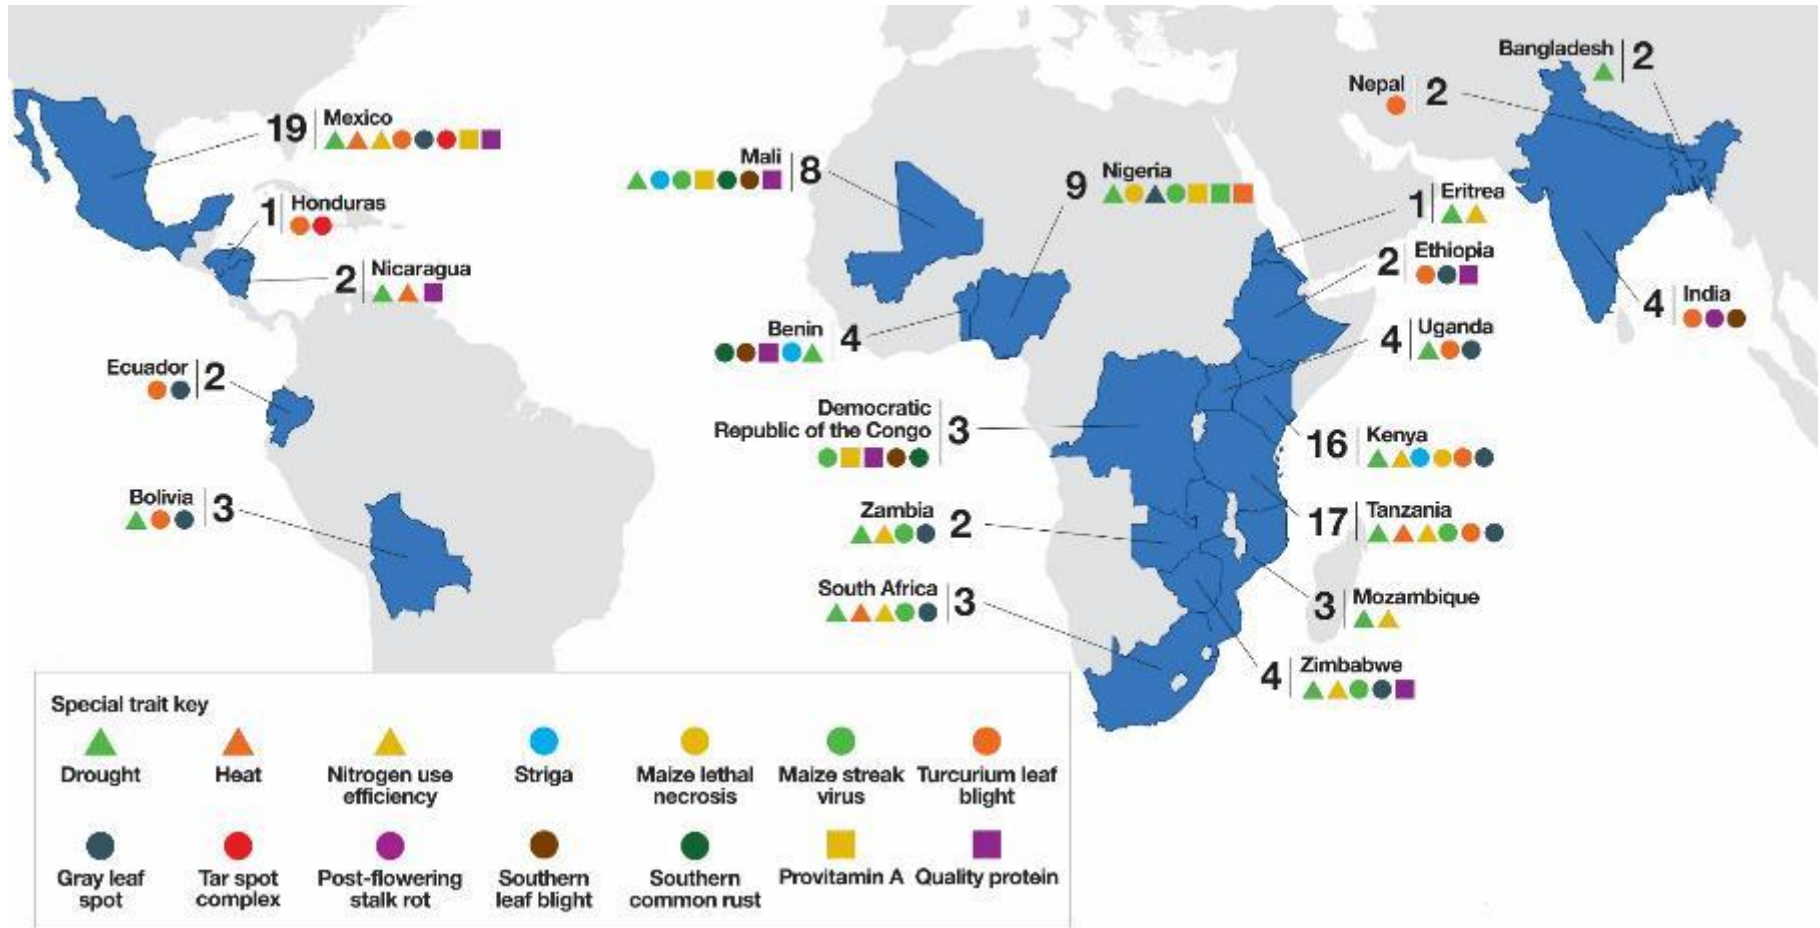 Bangladesh 2
Nepal 2
19 Mexico
Mali 8
9 Nigeria
1 Eritrea
1 Honduras
2 Ethiopia
2 Nicaragua
4 India
Benin 4
4 Uganda
Ecuador 2
Democratic
Republic of the Congo 3
16 Kenya
Bolivia 3
Zambia 2
17 Tanzania
South Africa 3
3 Mozambique
4 Zimbabwe
Special trait key
Drought
Heat
Nitrogen use
efficiency
Striga
Maize lethal
necrosis
Maize streak
virus
Turcurium leaf
blight
Gray leaf
spot
Tar spot
complex
Post-flowering
stalk rot
Southern
leaf blight
Southern
common rust
Provitamin A
Quality protein